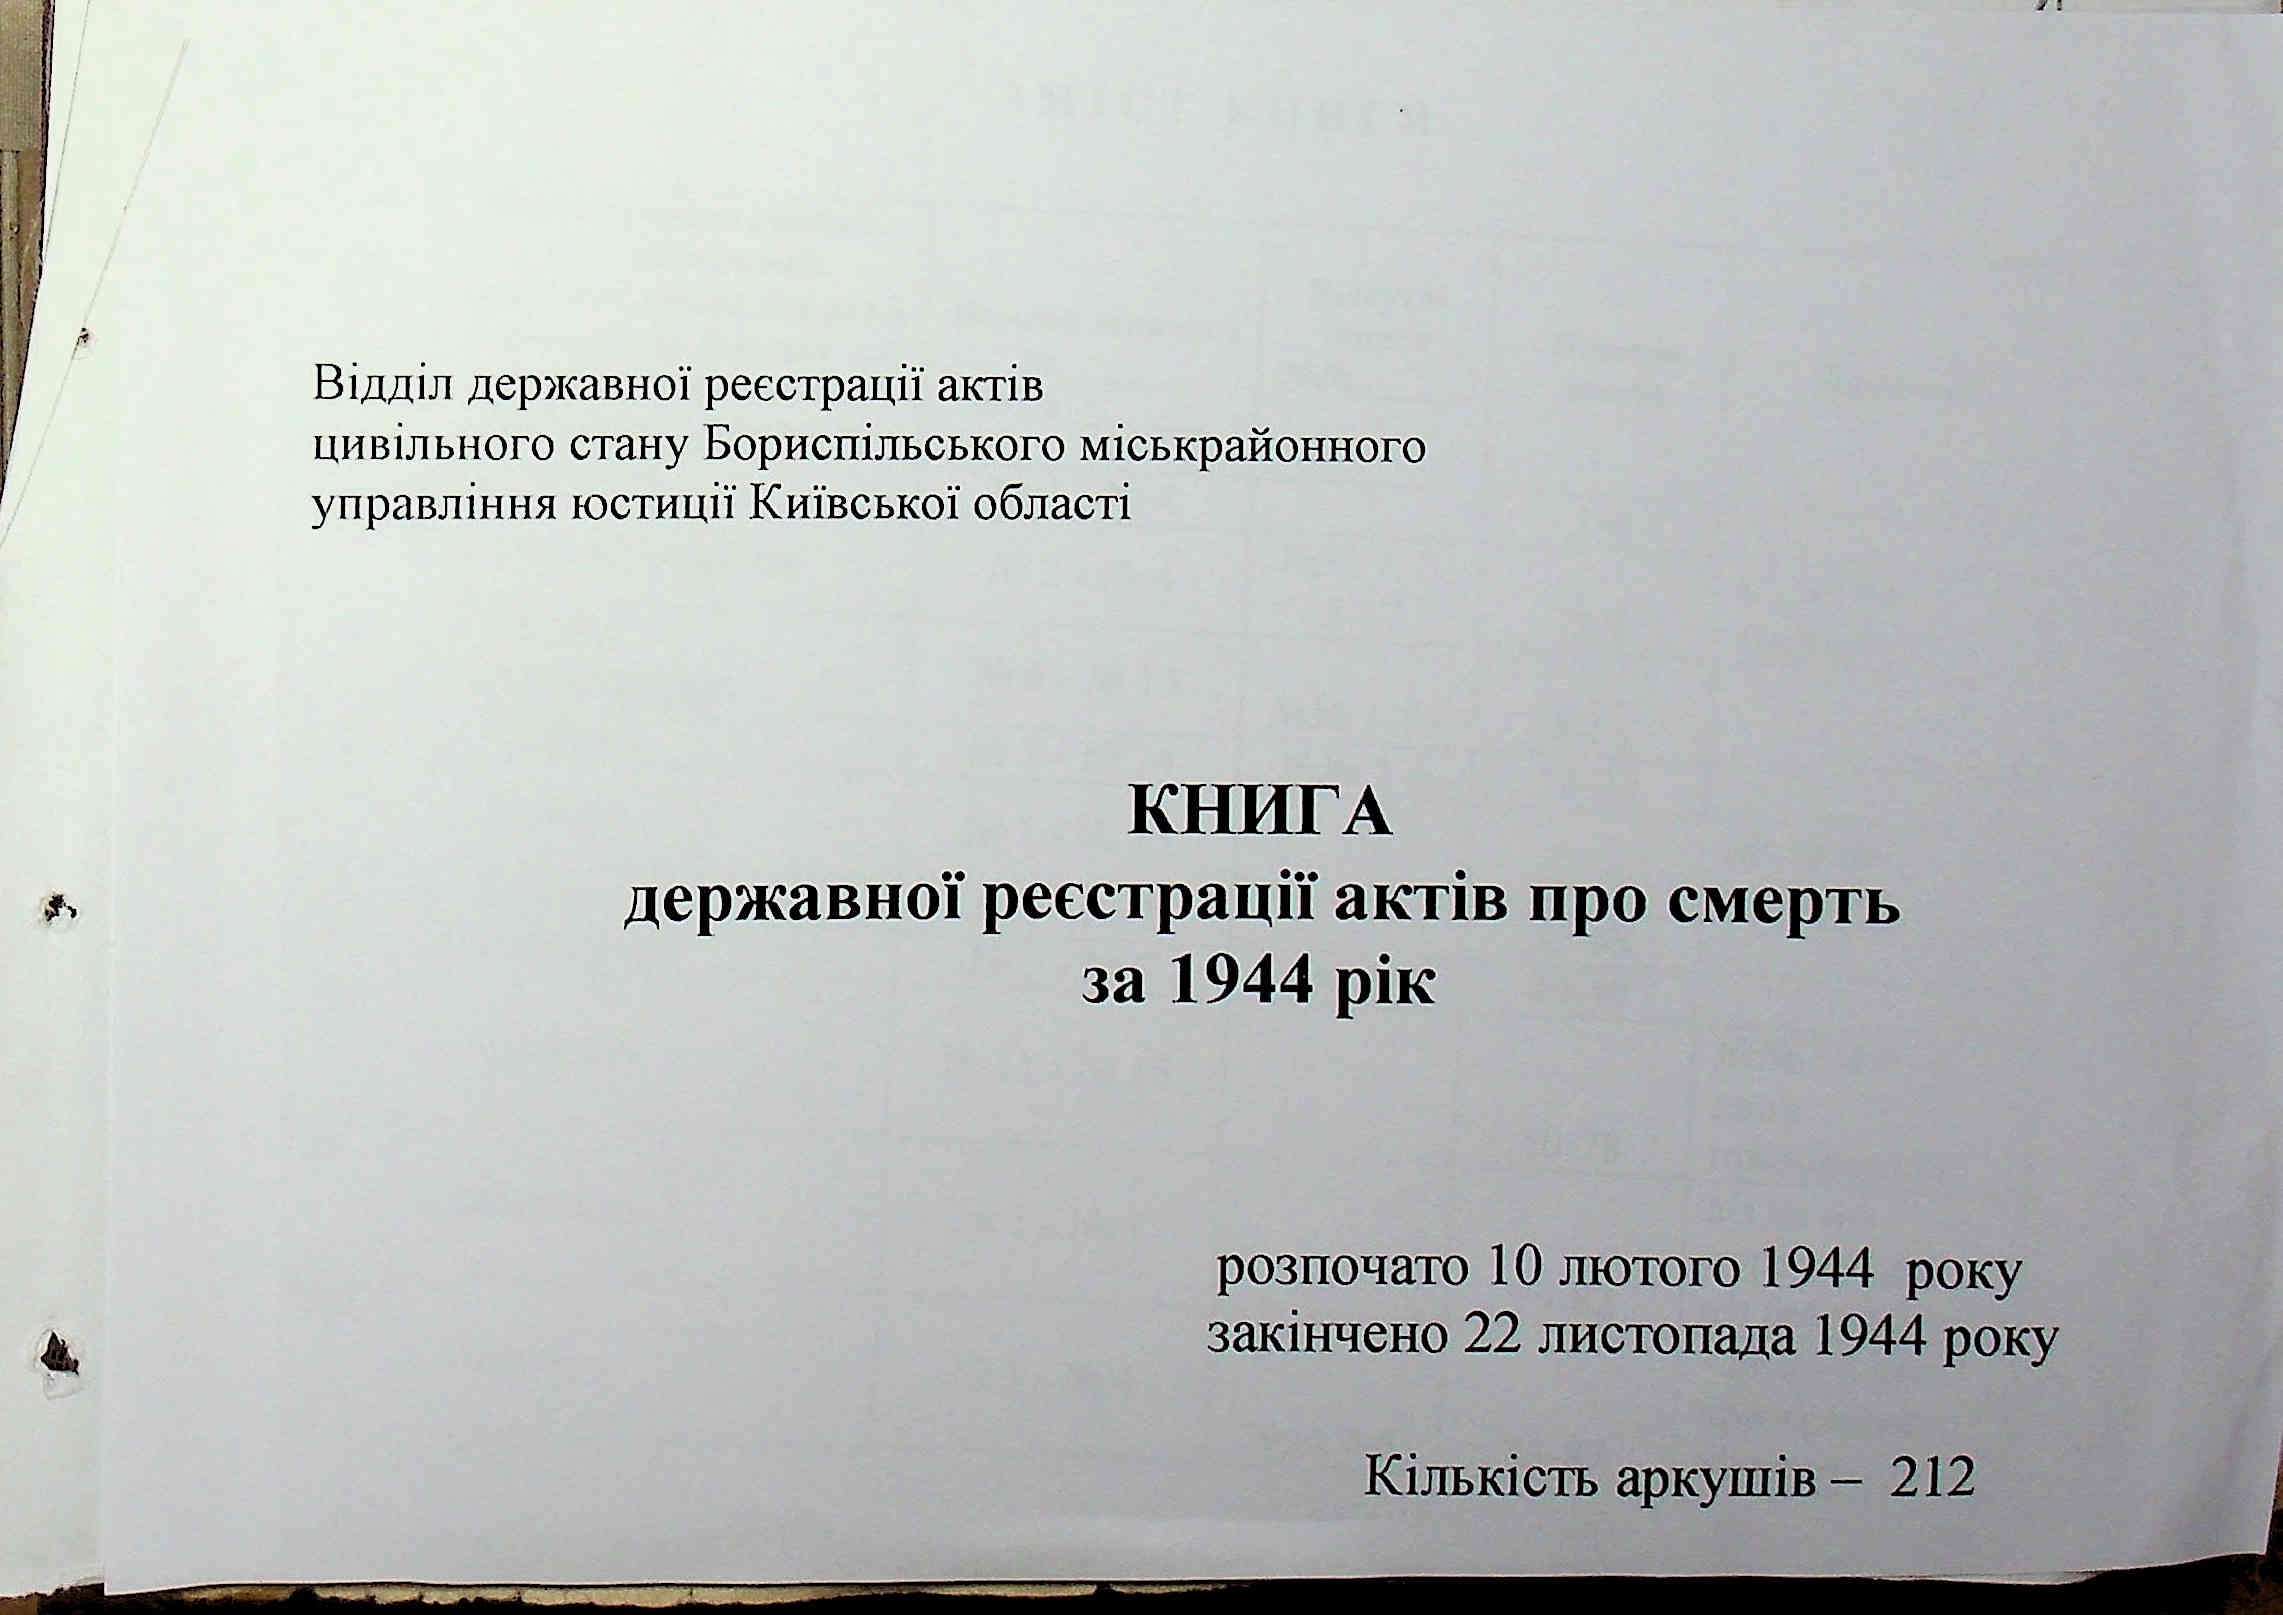 Відділ державної реєстрації актів
цивільного стану Бориспільського міськрайонного
управління юстиції Київської області
КНИГА
державної реєстрації актів про смерть
за 1944 рік
розпочато 10 лютого 1944 року
закінчено 22 листопада 1944 року
Кількість аркушів – 212